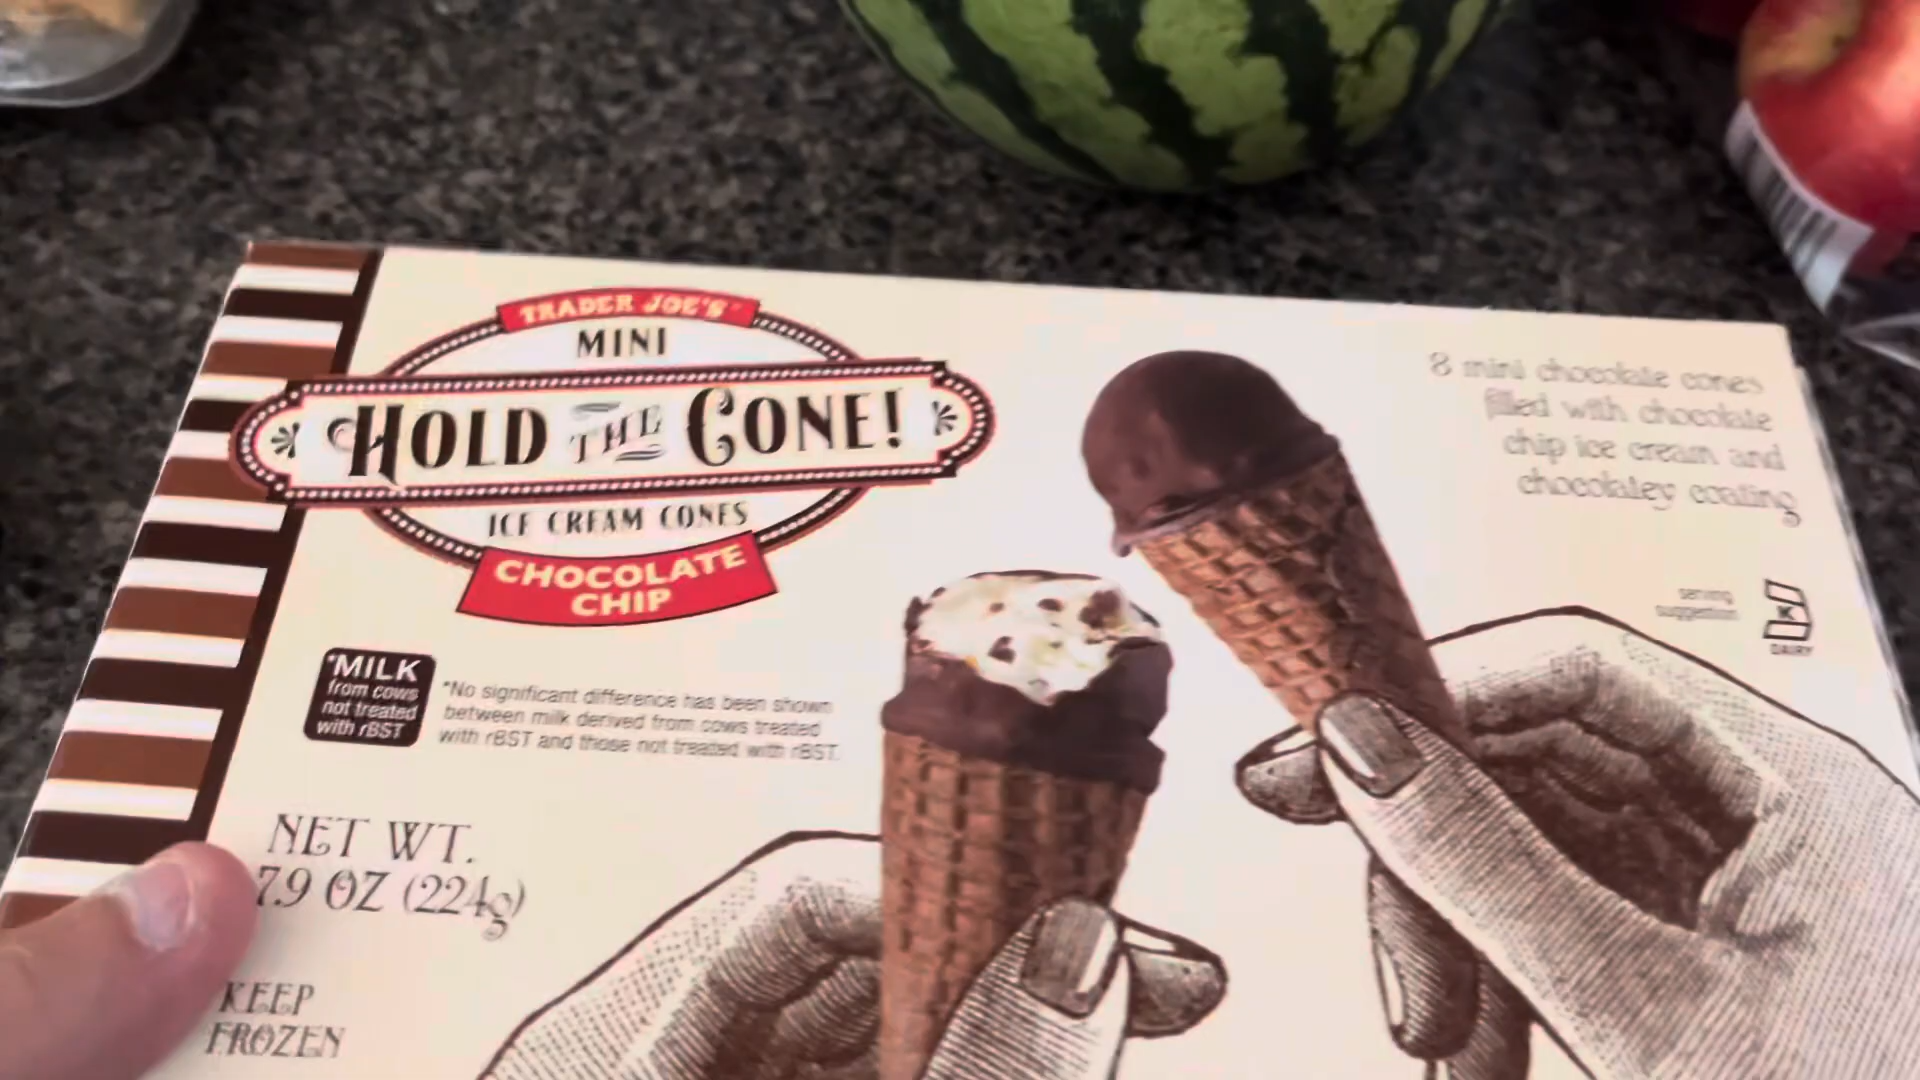 TRADER JOE'S
MINI
HOLD THE CONE!
ICE CREAM CONES
CHOCOLATE
CHIP
8 mini chocolate cones
filled with chocolate
chip ice cream and
chocolatey coating
serving
suggestion
K
DAIRY
*MILK
from cows
not treated
with rBST
*No significant difference has been shown
between milk derived from cows treated
with rBST and those not treated with rBST.
NET WT.
7.9 OZ (224g)
KEEP
FROZEN